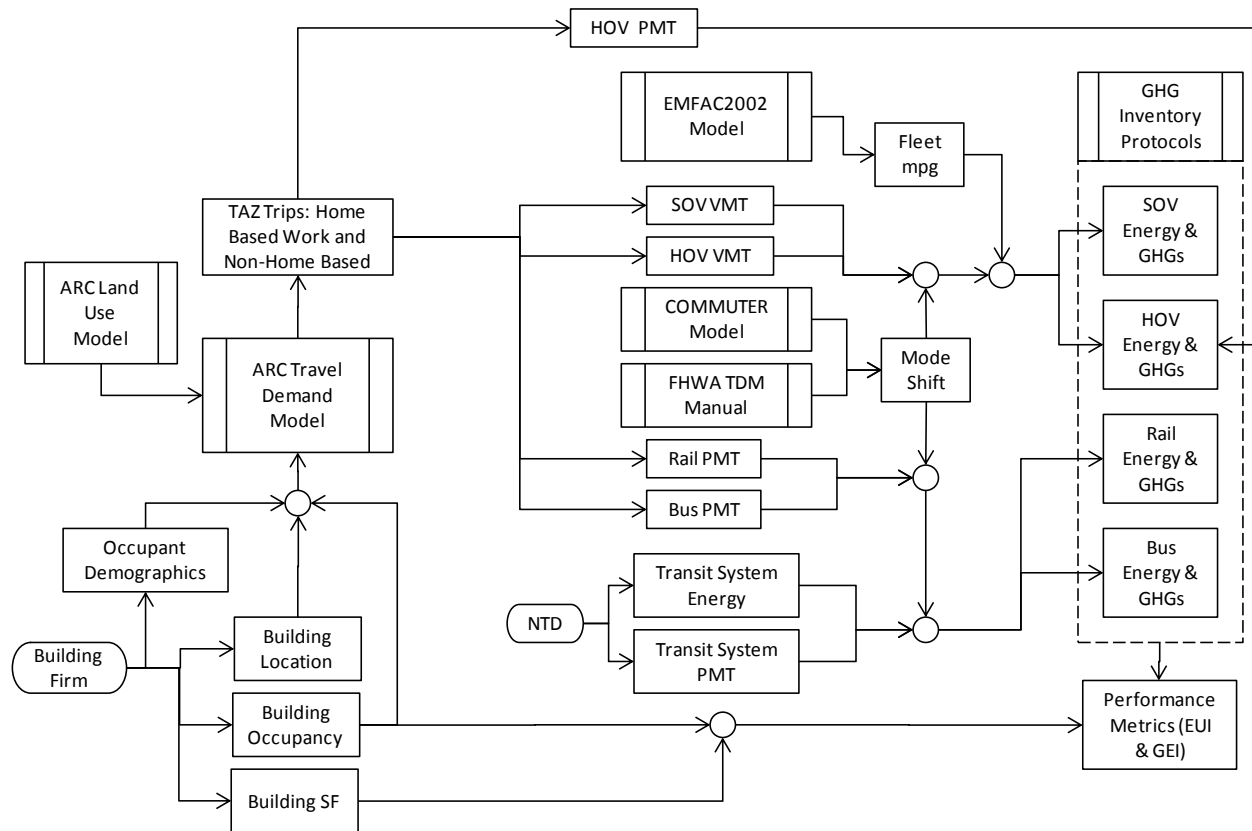 HOV PMT
EMFAC2002
Model
GHG
Inventory
Protocols
Fleet
mpg
TAZ Trips: Home
Based Work and
Non-Home Based
SOV VMT
SOV
Energy &
GHGs
HOV VMT
ARC Land
Use
Model
COMMUTER
Model
HOV
Energy &
GHGs
ARC Travel
Demand
Model
Mode
Shift
FHWA TDM
Manual
Rail PMT
Rail
Energy &
GHGs
Bus PMT
Occupant
Demographics
Transit System
Energy
Bus
Energy &
GHGs
NTD
Building
Location
Building
Firm
Transit System
PMT
Building
Occupancy
Performance
Metrics (EUI
& GEI)
Building SF